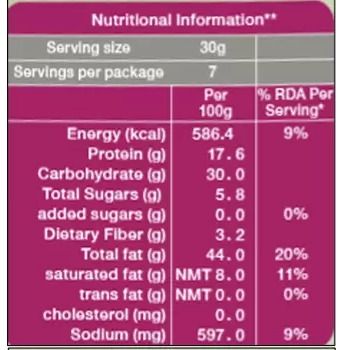 Nutritional Information**
Serving size 30g
Servings per package 7
Per 100g % RDA Per Serving*
Energy (kcal) 586.4 9%
Protein (g) 17.6
Carbohydrate (g) 30.0
Total Sugars (g) 5.8
added sugars (g) 0.0 0%
Dietary Fiber (g) 3.2
Total fat (g) 44.0 20%
saturated fat (g) NMT 8.0 11%
trans fat (g) NMT 0.0 0%
cholesterol (mg) 0.0
Sodium (mg) 597.0 9%